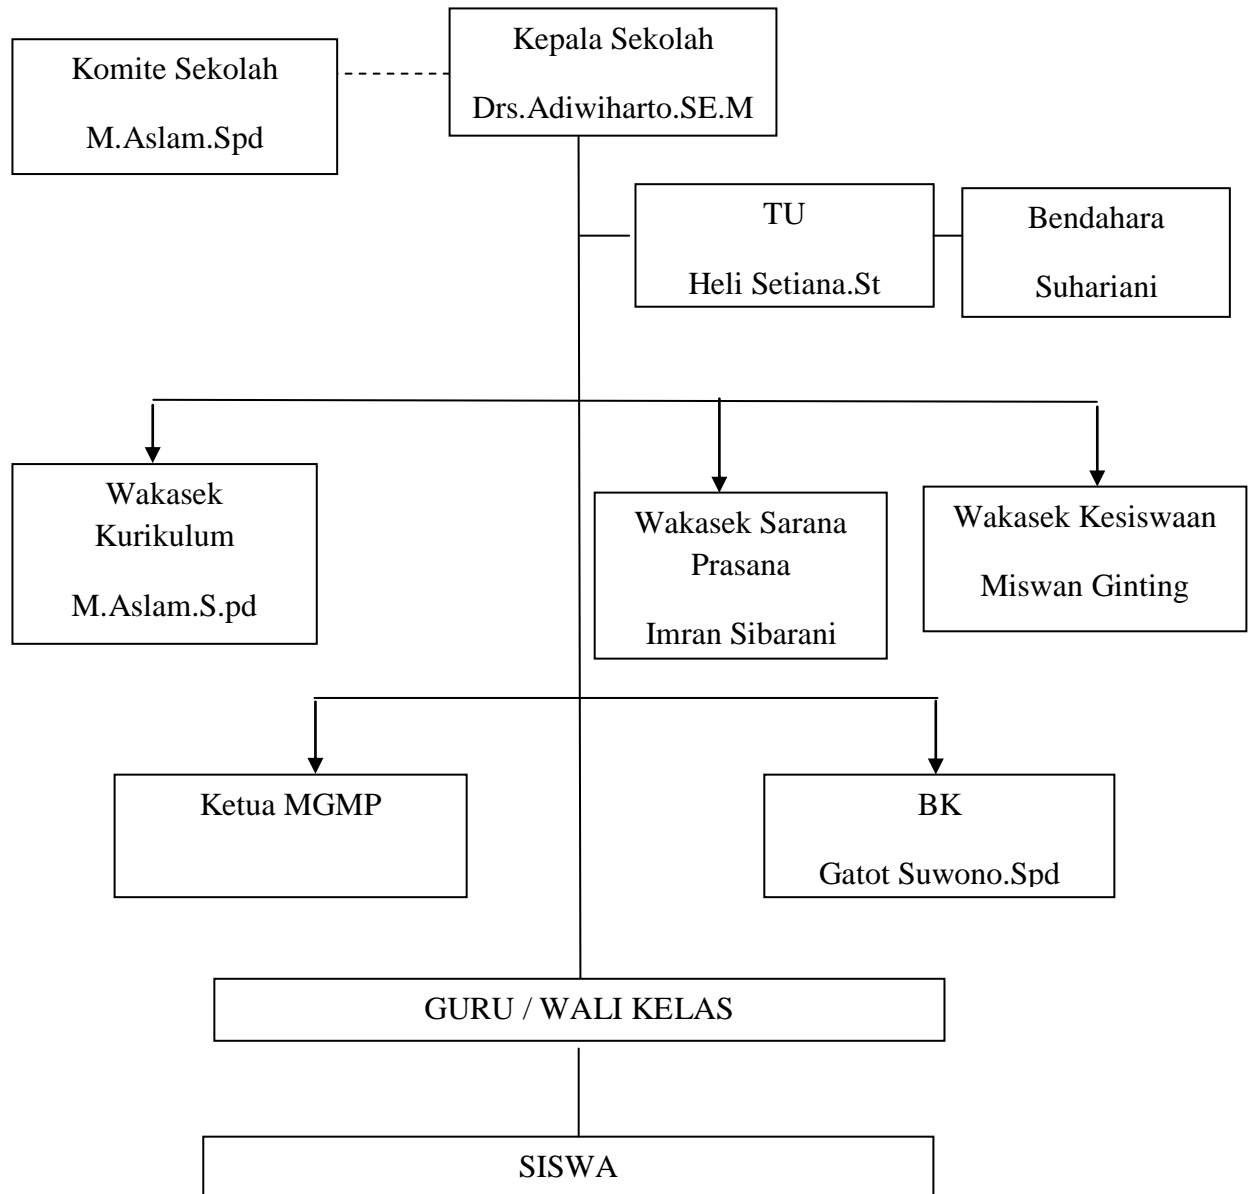 Kepala Sekolah
Drs.Adiwiharto.SE.M
Komite Sekolah
M.Aslam.Spd
TU
Heli Setiana.St
Bendahara
Suhariani
Wakasek
Kurikulum
M.Aslam.S.pd
Wakasek Sarana
Prasana
Imran Sibarani
Wakasek Kesiswaan
Miswan Ginting
Ketua MGMP
BK
Gatot Suwono.Spd
GURU / WALI KELAS
SISWA